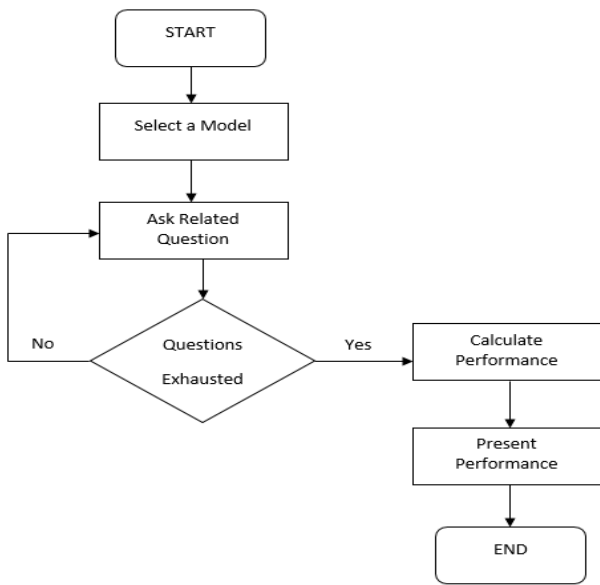 START
Select a Model
Ask Related
Question
No
Questions
Exhausted
Yes
Calculate
Performance
Present
Performance
END